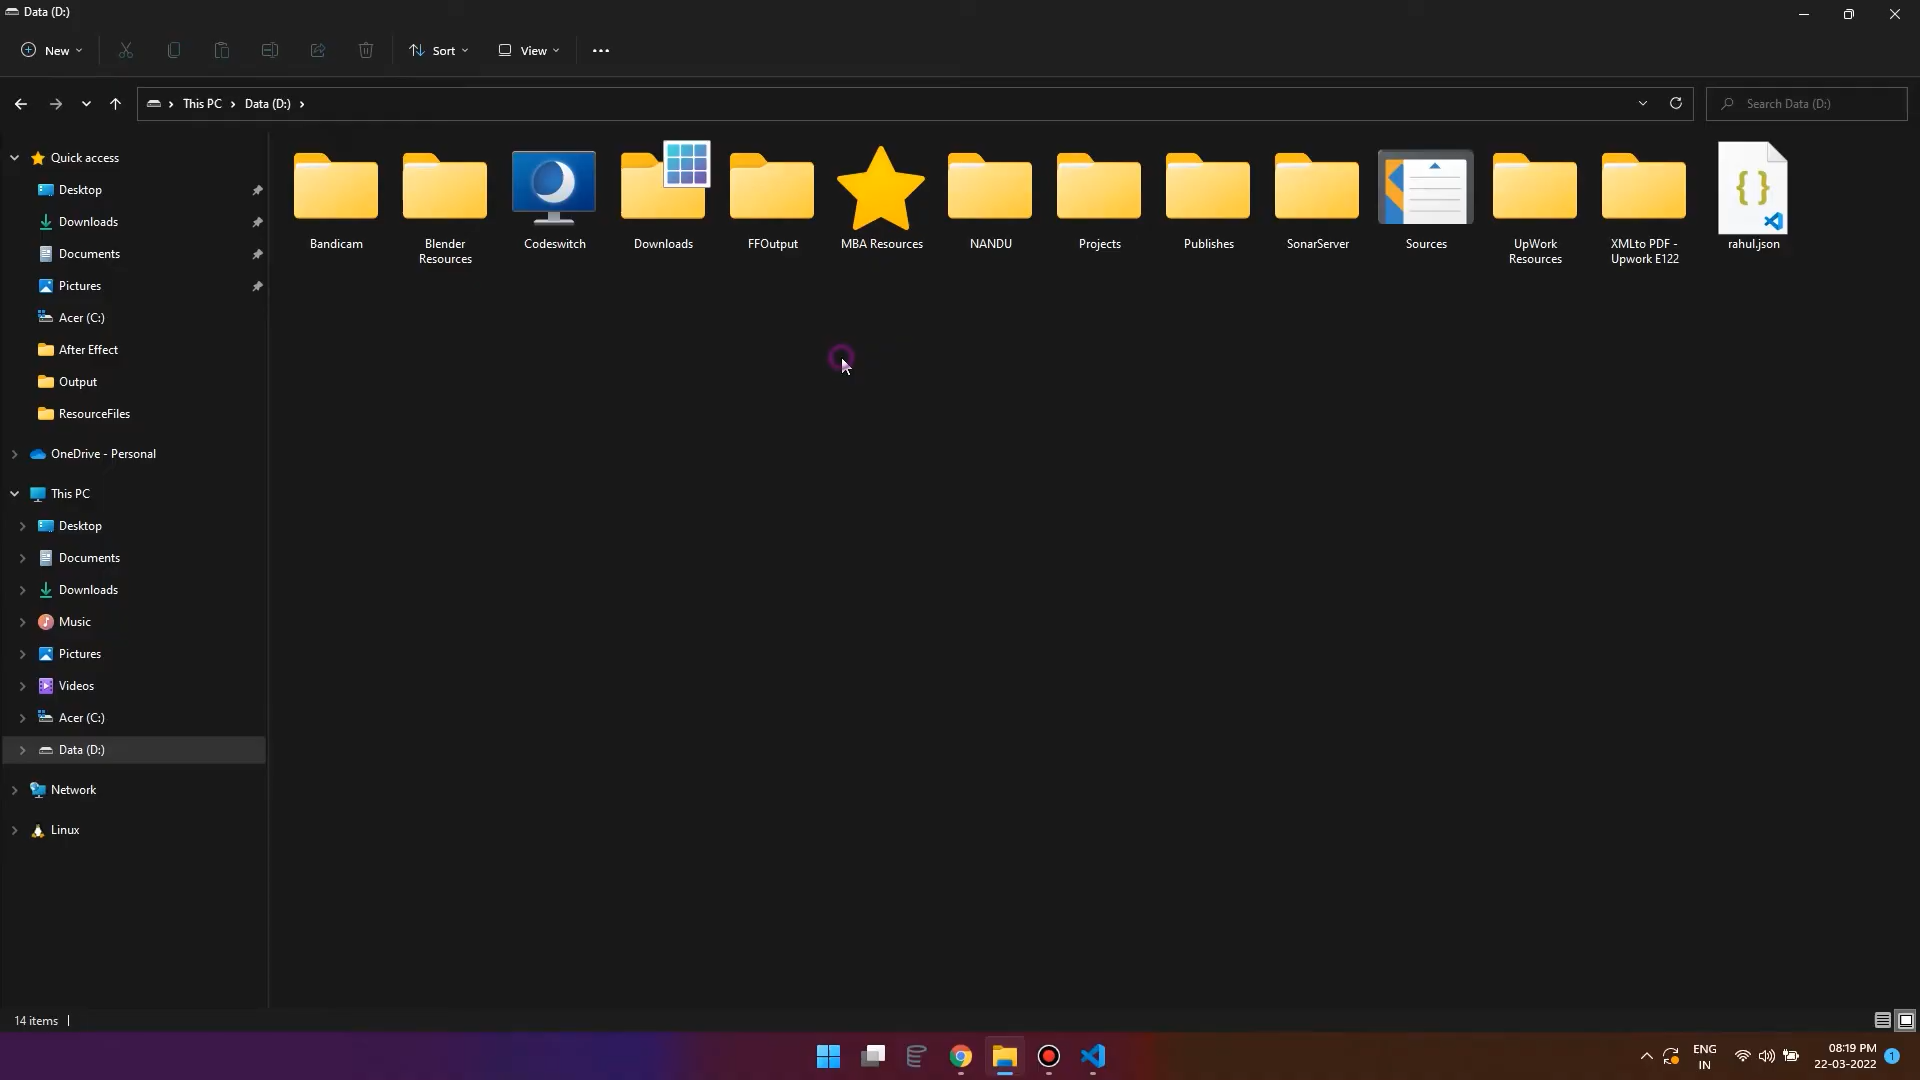 Data (D:)
New
Sort
View
This PC
Data (D:)
Search Data (D:)
Quick access
Desktop
Downloads
Documents
Pictures
Acer (C:)
After Effect
Output
ResourceFiles
OneDrive - Personal
This PC
Desktop
Documents
Downloads
Music
Pictures
Videos
Acer (C:)
Data (D:)
Network
Linux
Bandicam
Blender
Resources
Codeswitch
Downloads
FFOutput
MBA Resources
NANDU
Projects
Publishes
SonarServer
Sources
UpWork
Resources
XMLto PDF -
Upwork E122
rahul.json
14 items
ENG
IN
08:19 PM
22-03-2022
1